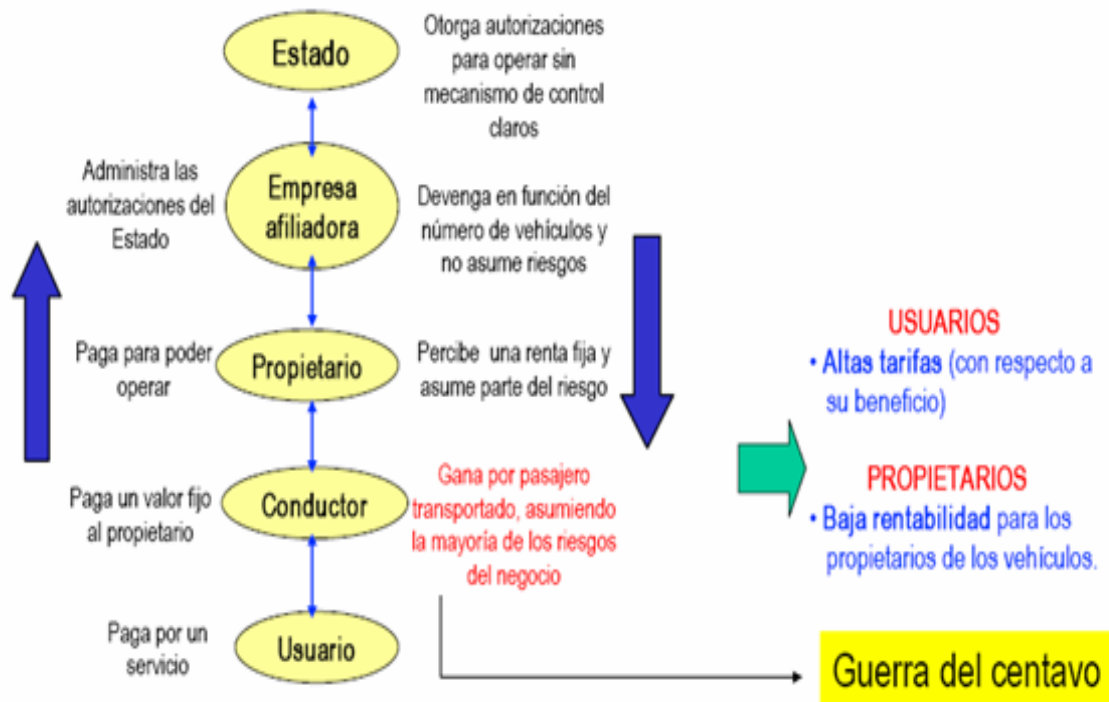 Estado
Otorga autorizaciones
para operar sin
mecanismo de control
claros
Administra las
autorizaciones del
Estado
Empresa
afiliadora
Devenga en función del
número de vehículos y
no asume riesgos
Paga para poder
operar
Propietario
Percibe una renta fija y
asume parte del riesgo
Paga un valor fijo
al propietario
Conductor
Gana por pasajero
transportado, asumiendo
la mayoría de los riesgos
del negocio
Paga por un
servicio
Usuario
USUARIOS
• Altas tarifas (con respecto a
su beneficio)
PROPIETARIOS
• Baja rentabilidad para los
propietarios de los vehículos.
Guerra del centavo